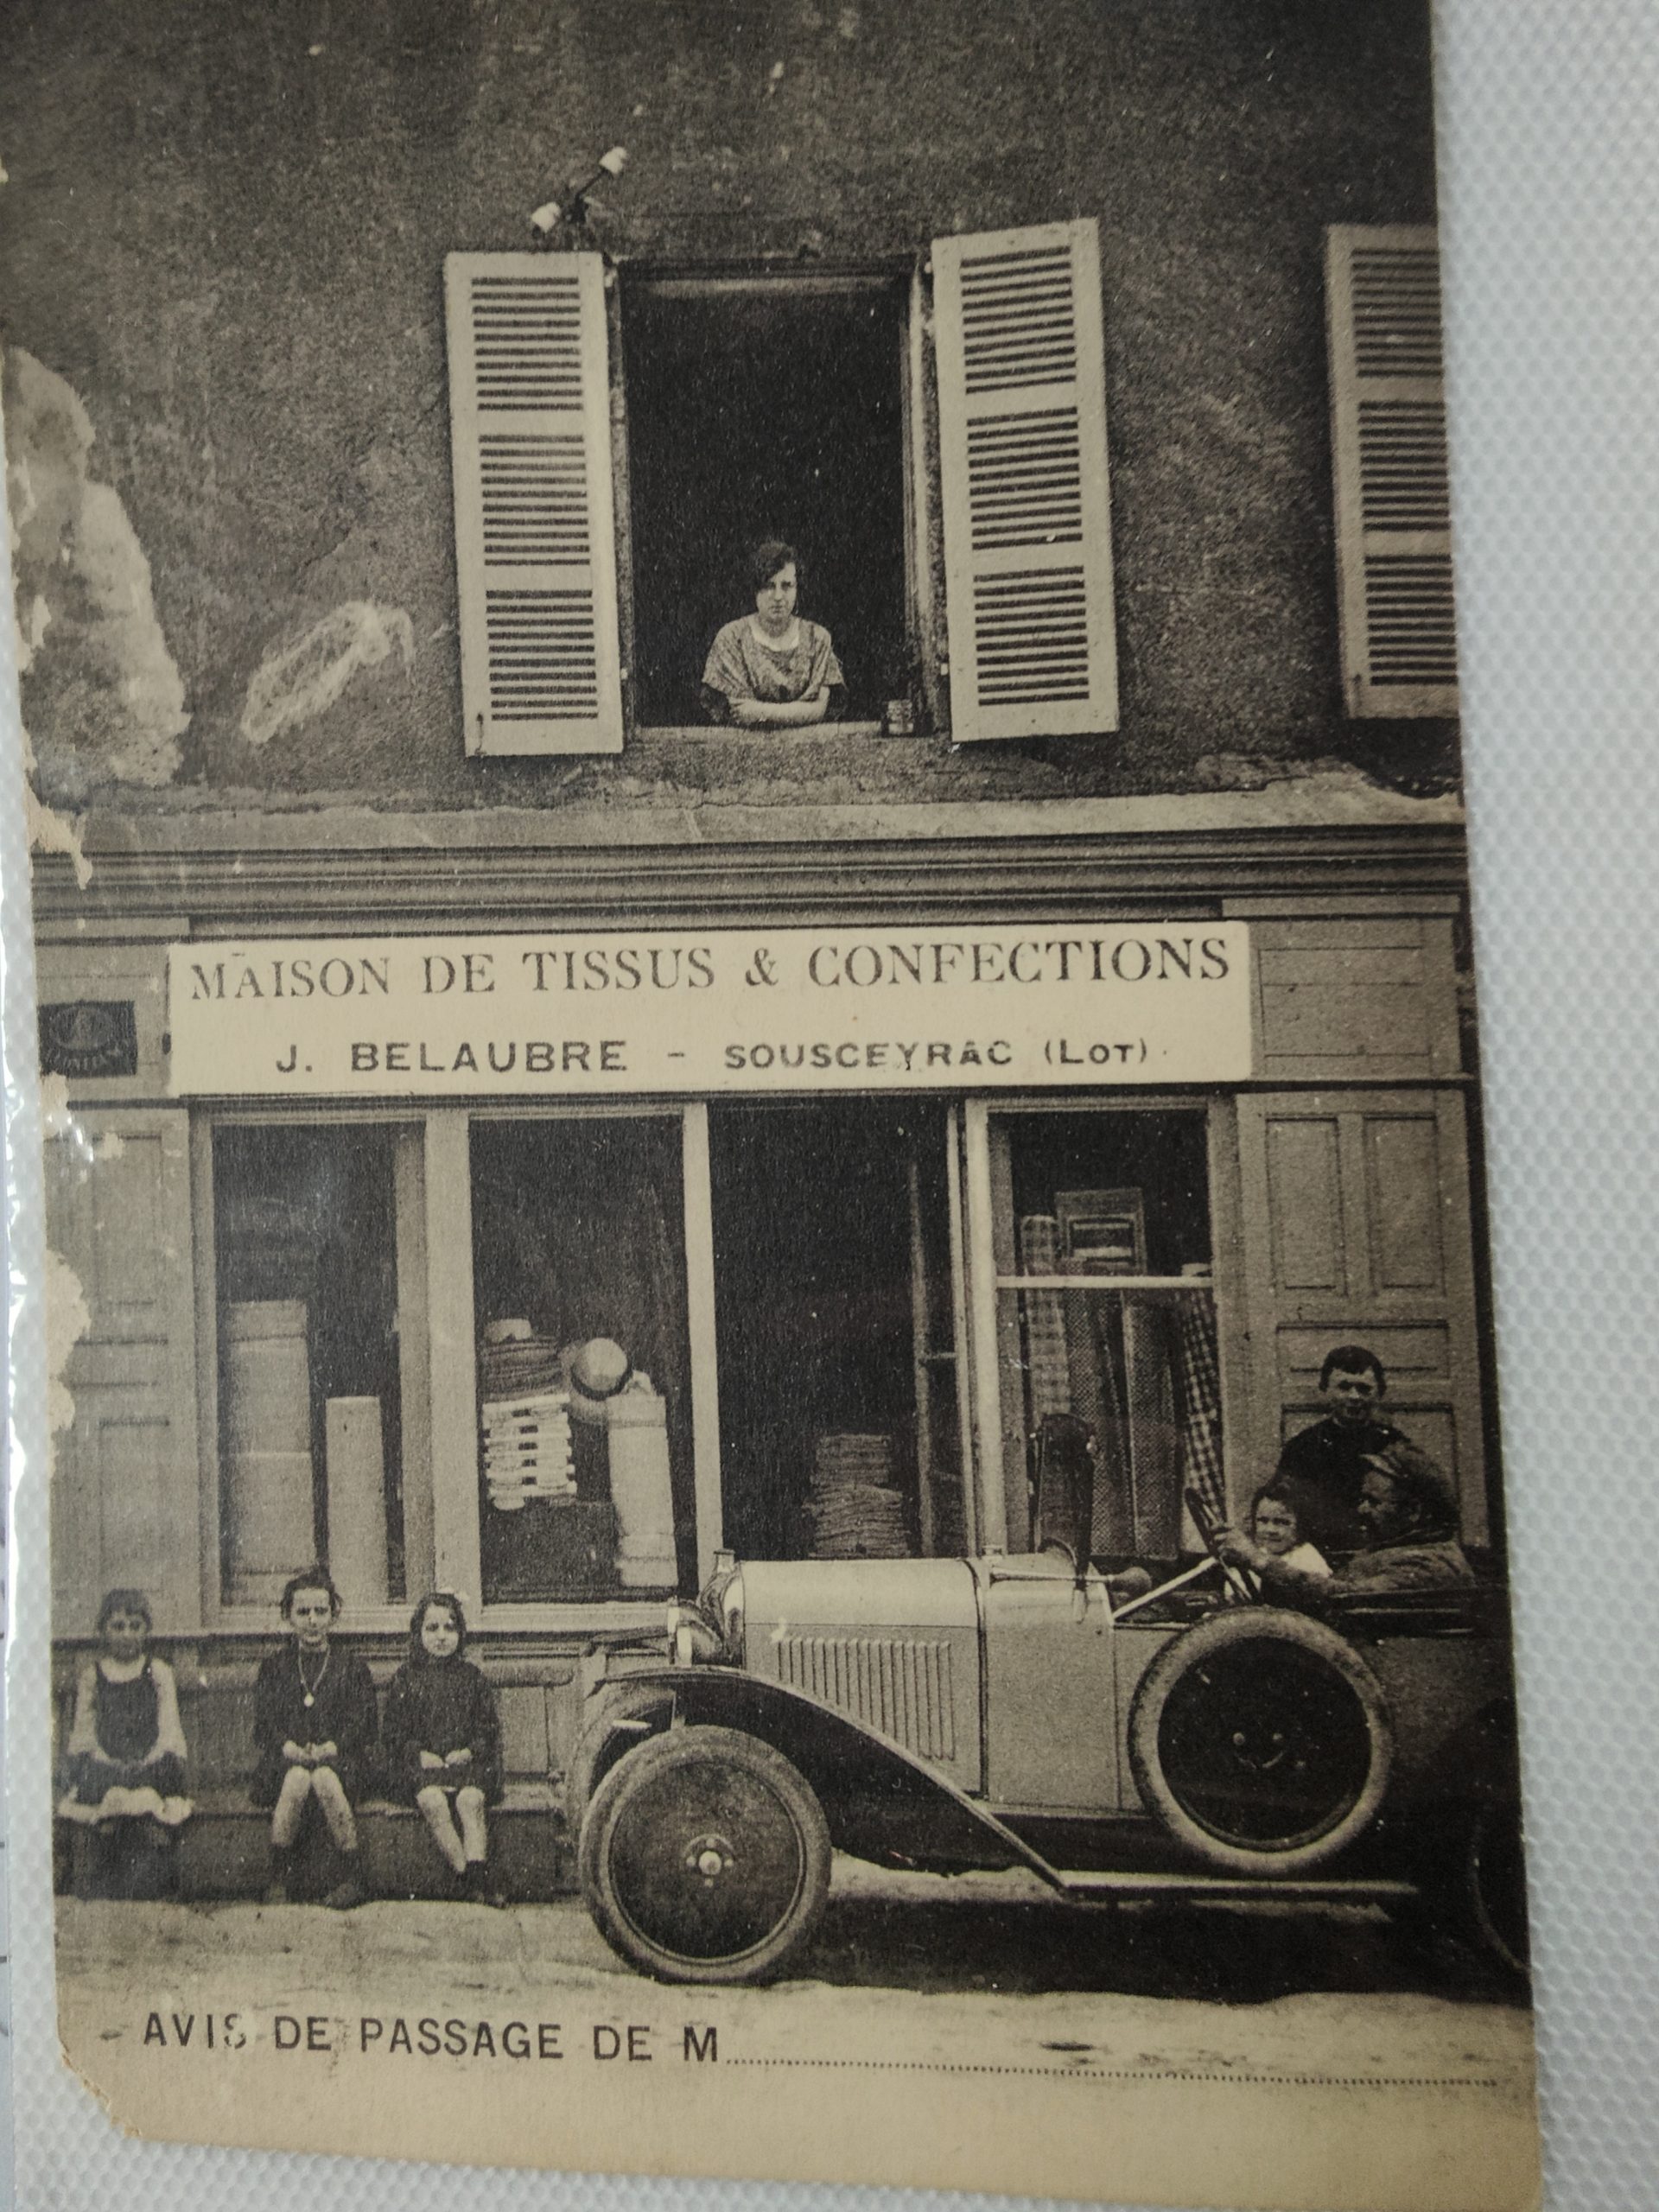 MAISON DE TISSUS & CONFECTIONS
J. BELAUBRE - SOUSCEYRAC (LOT)
AVIS DE PASSAGE DE M